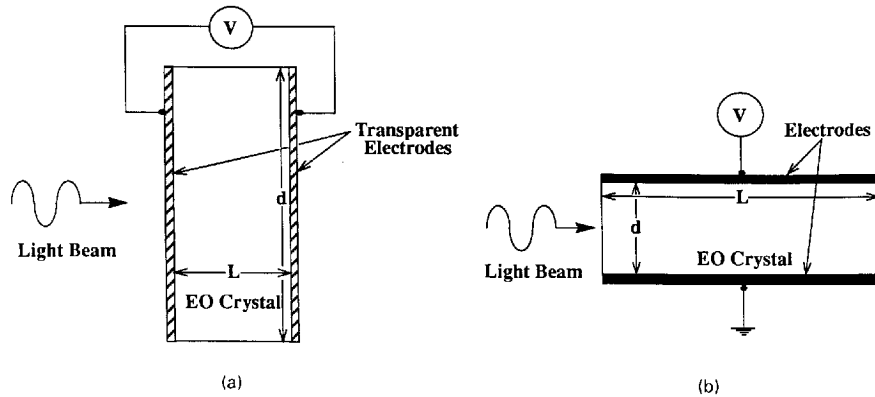 V
Transparent
Electrodes
d
Light Beam
L
EO Crystal
(a)
V
Electrodes
L
d
Light Beam
EO Crystal
(b)